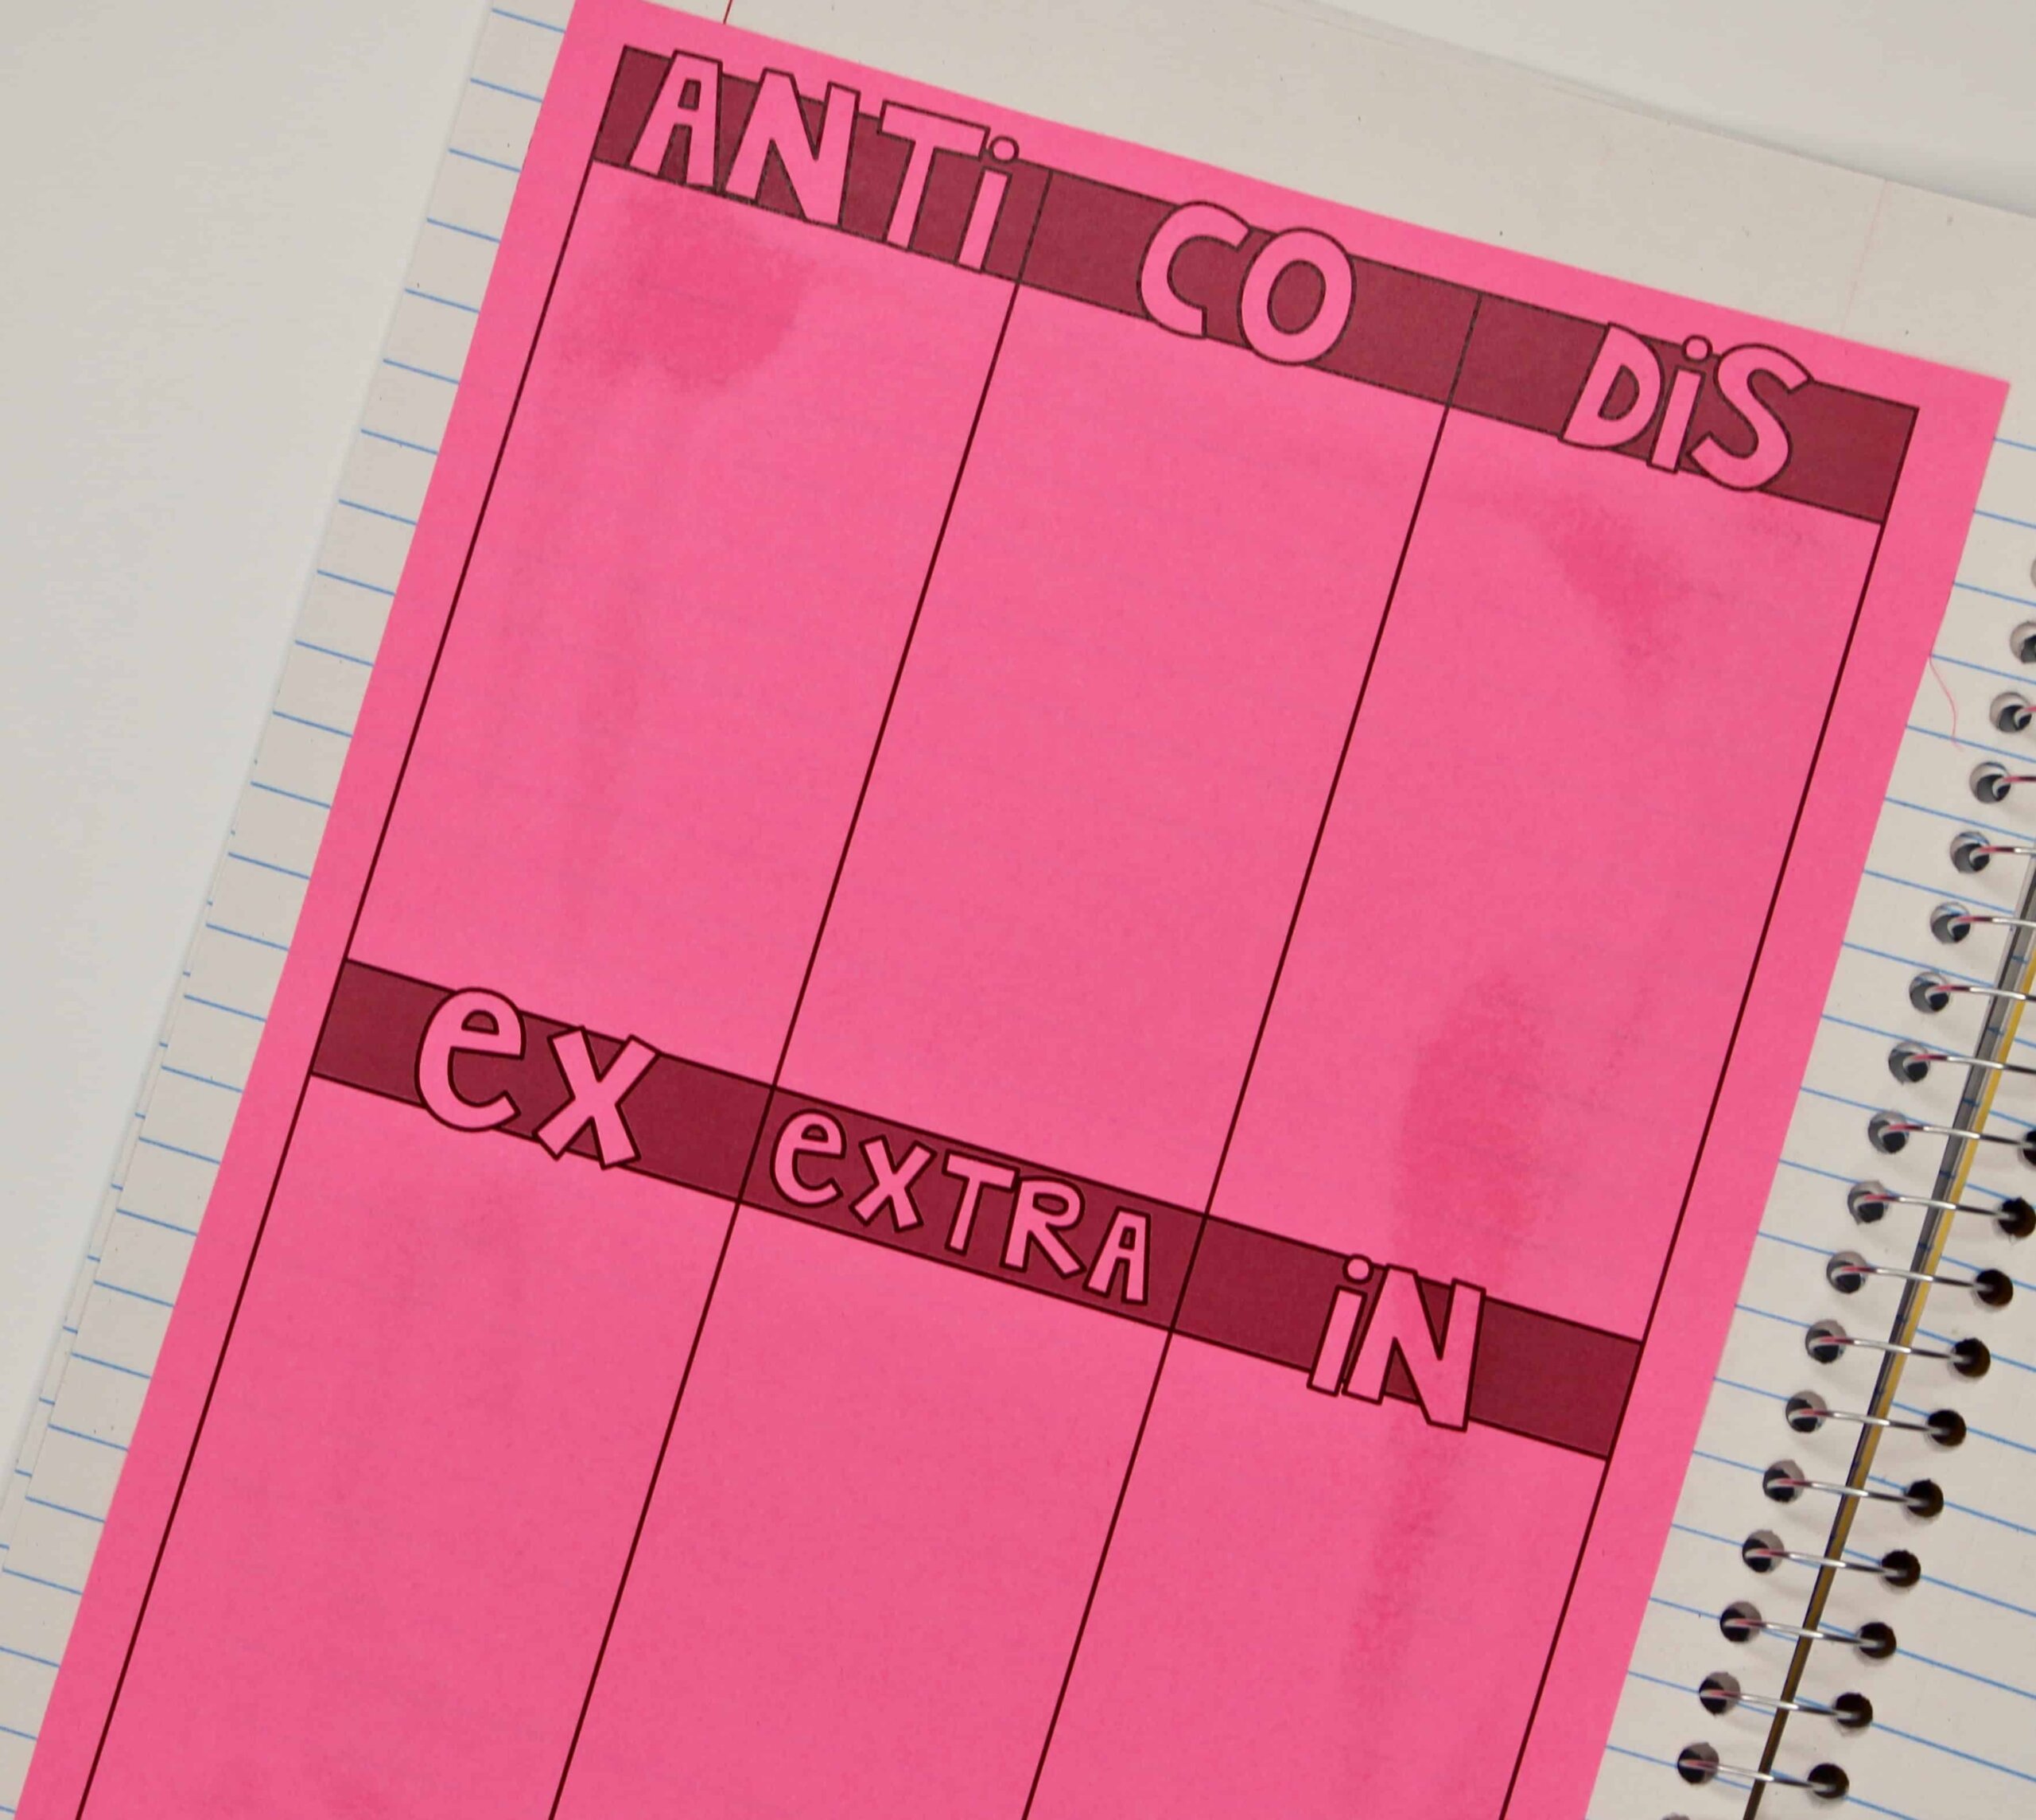 ANTi CO DiS
ex exTRA iN